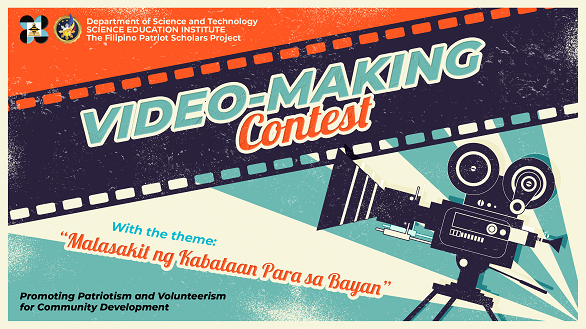 Department of Science and Technology
SCIENCE EDUCATION INSTITUTE
The Filipino Patriot Scholars Project
VIDEO-MAKING
Contest
With the theme:
"Malasakit ng Kabataan Para sa Bayan"
Promoting Patriotism and Volunteerism
for Community Development